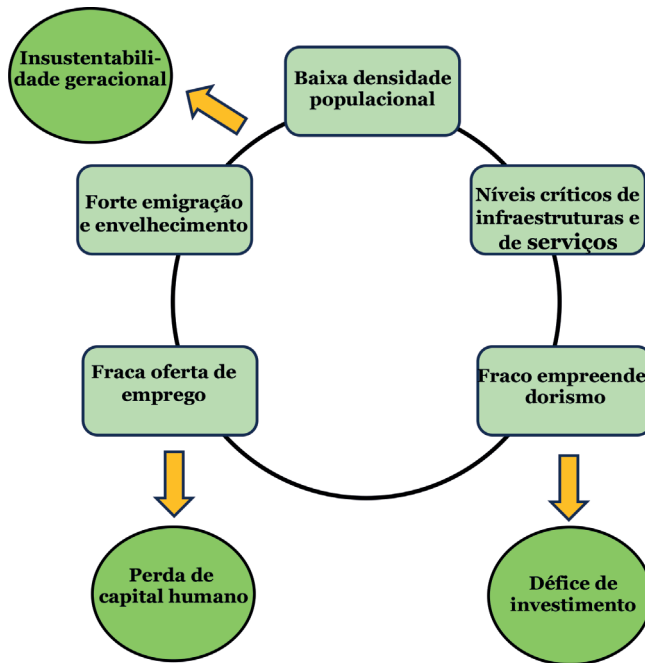 Insustentabili-
dade geracional
Baixa densidade
populacional
Forte emigração
e envelhecimento
Níveis críticos de
infraestruturas e
de serviços
Fraca oferta de
emprego
Fraco empreende
dorismo
Perda de
capital humano
Défice de
investimento